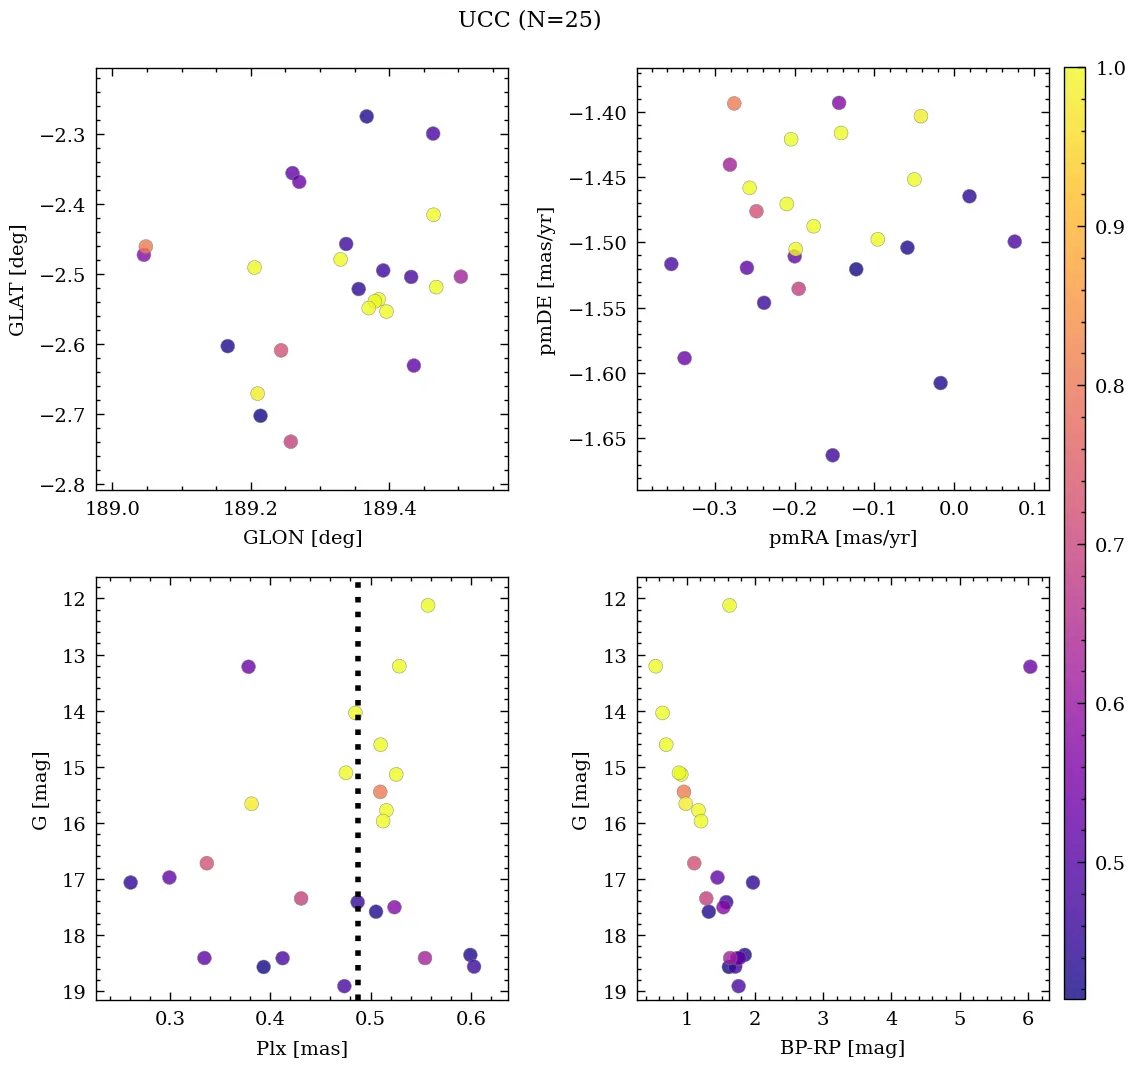 UCC (N=25)
−2.3
−2.4
−2.5
−2.6
−2.7
−2.8
189.0 189.2 189.4
GLON [deg]
GLAT [deg]
−1.40
−1.45
−1.50
−1.55
−1.60
−1.65
−0.3 −0.2 −0.1 0.0 0.1
pmRA [mas/yr]
pmDE [mas/yr]
1.0
0.9
0.8
0.7
0.6
0.5
12
13
14
15
16
17
18
19
0.3 0.4 0.5 0.6
Plx [mas]
G [mag]
12
13
14
15
16
17
18
19
1 2 3 4 5 6
BP-RP [mag]
G [mag]